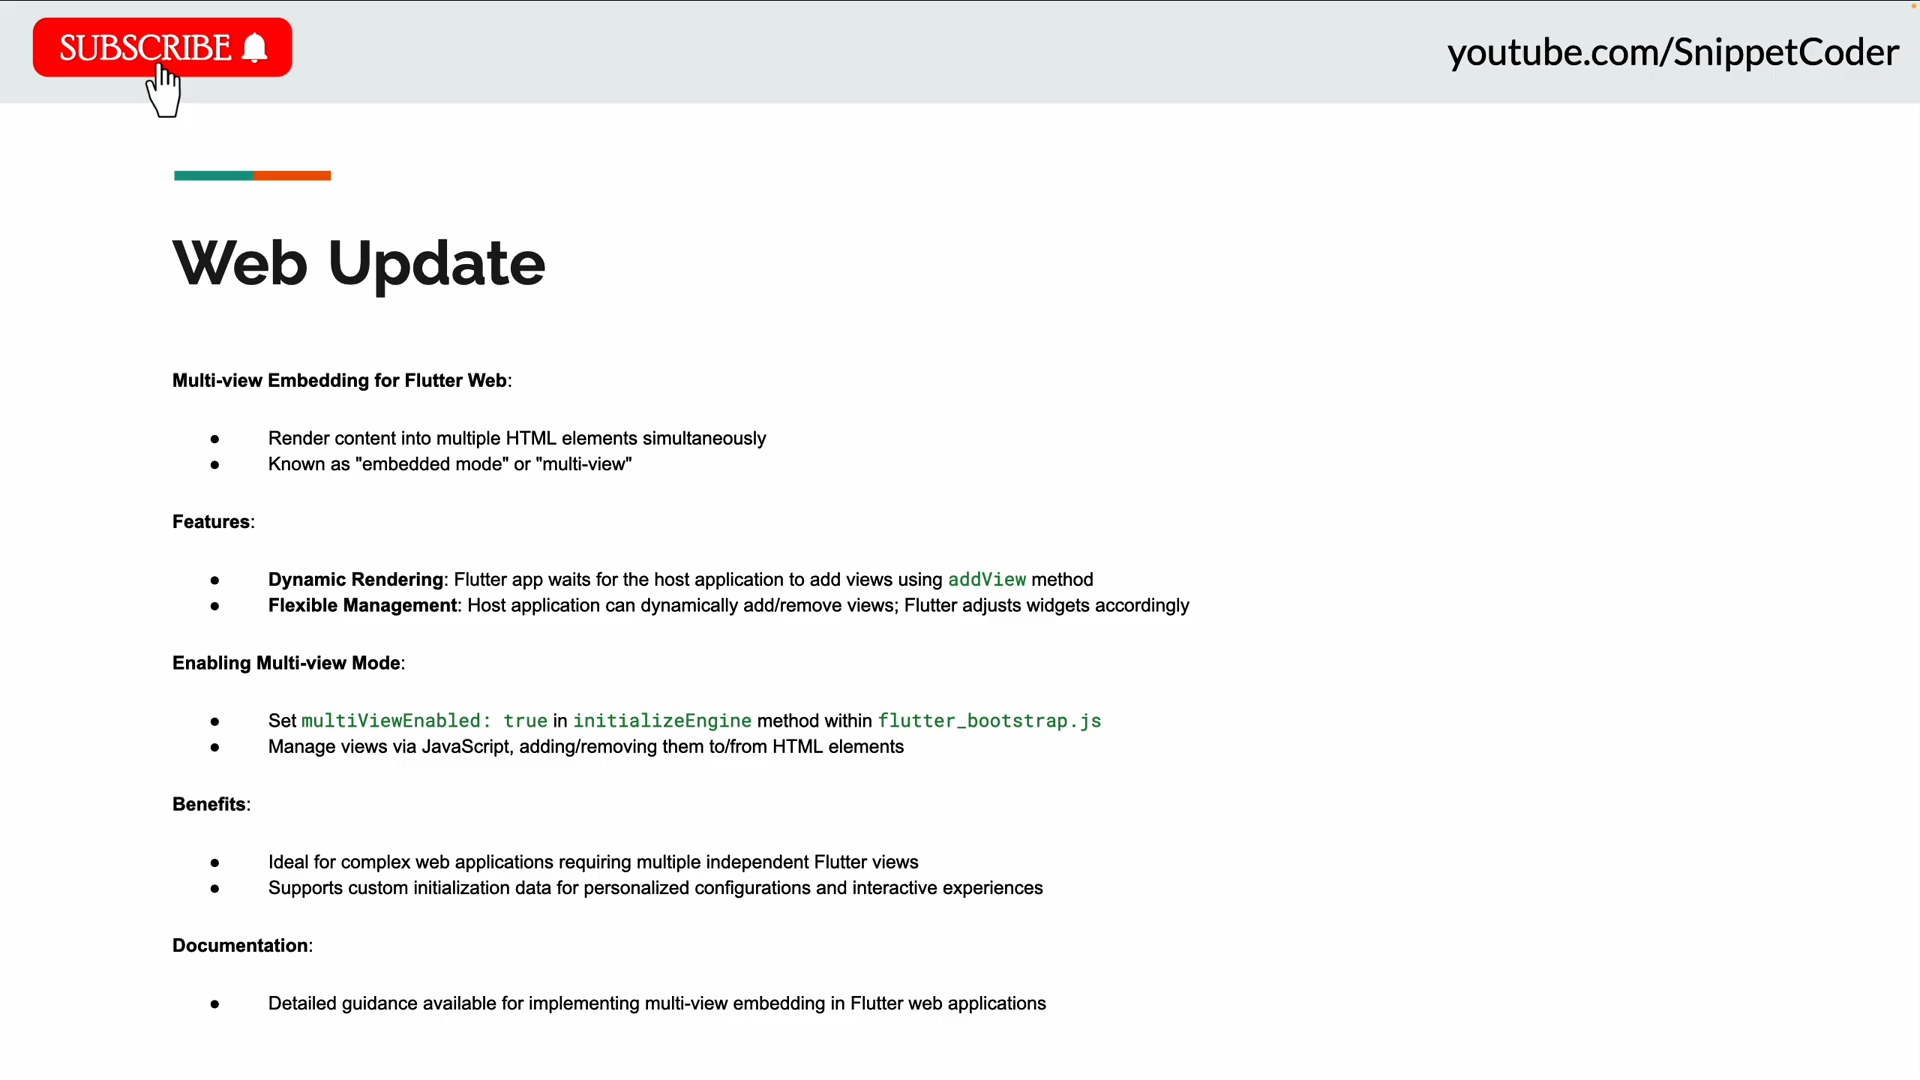 SUBSCRIBE
youtube.com/SnippetCoder
Web Update
Multi-view Embedding for Flutter Web:
● Render content into multiple HTML elements simultaneously
● Known as "embedded mode" or "multi-view"
Features:
● Dynamic Rendering: Flutter app waits for the host application to add views using addView method
● Flexible Management: Host application can dynamically add/remove views; Flutter adjusts widgets accordingly
Enabling Multi-view Mode:
● Set multiViewEnabled: true in initializeEngine method within flutter_bootstrap.js
● Manage views via JavaScript, adding/removing them to/from HTML elements
Benefits:
● Ideal for complex web applications requiring multiple independent Flutter views
● Supports custom initialization data for personalized configurations and interactive experiences
Documentation:
● Detailed guidance available for implementing multi-view embedding in Flutter web applications